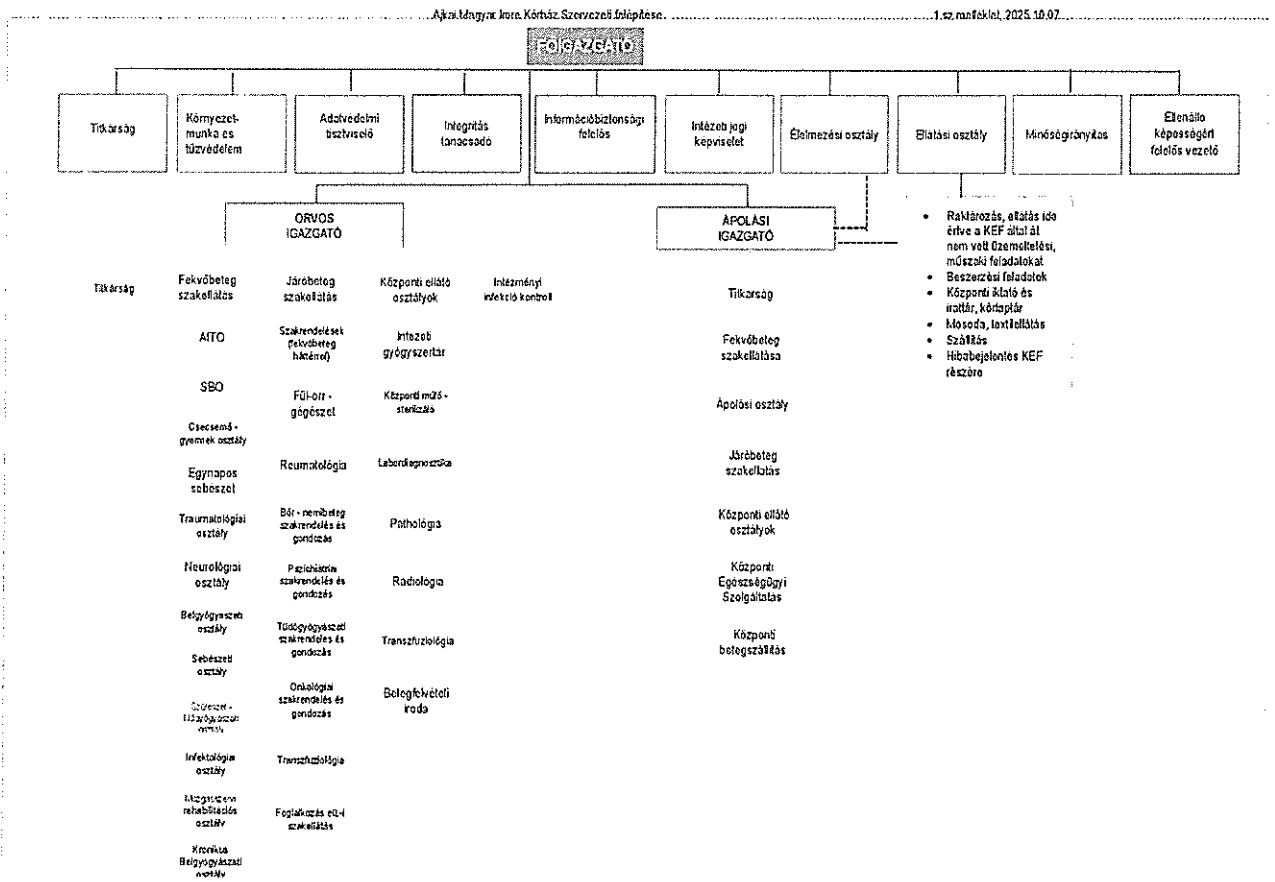 Ajkai Magyar Imre Kórház Szervezeti felépítése
1 sz melléklet, 2025.10.07
FŐIGAZGATÓ
Titkárság
Környezet-
munka és
tűzvédelem
Adatvédelmi
tisztviselő
Integritás
tanácsadó
Információbiztonsági
felelős
Intézeti jogi
képviselet
Élelmezési osztály
Ellátási osztály
Minőségirányítás
Ellenálló
képességért
felelős vezető
ORVOS
IGAZGATÓ
ÁPOLÁSI
IGAZGATÓ
• Raktározás, ellátás ide
értve a KEF által át
nem vett üzemeltetési,
műszaki feladatokat
• Beszerzési feladatok
• Központi iktató és
irattár, kórlaptár
• Mosoda, textilellátás
• Szállítás
• Hibabejelentés KEF
részére
Titkárság
Fekvőbeteg
szakellátás
AITO
SBO
Csecsemő -
gyermek osztály
Egynapos
sebészet
Traumatológiai
osztály
Neurológiai
osztály
Belgyógyászati
osztály
Sebészeti
osztály
Szülészet -
Nőgyógyászati
osztály
Infektológiai
osztály
Mozgásszervi
rehabilitációs
osztály
Krónikus
Belgyógyászati
osztály
Járóbeteg
szakellátás
Szakrendelések
(fekvőbeteg
háttérrel)
Fül-orr -
gégészet
Reumatológia
Bőr - nemibeteg
szakrendelés és
gondozás
Pszichiátriai
szakrendelés és
gondozás
Tüdőgyógyászati
szakrendelés és
gondozás
Onkológiai
szakrendelés és
gondozás
Transzfuziológia
Foglalkozás eü-i
szakellátás
Központi ellátó
osztályok
Intézeti
gyógyszertár
Központi műtő -
sterilizáló
Labordiagnosztika
Pathológia
Radiológia
Transzfuziológia
Betegfelvételi
iroda
Intézményi
infekció kontroll
Titkárság
Fekvőbeteg
szakellátása
Ápolási osztály
Járóbeteg
szakellátás
Központi ellátó
osztályok
Központi
Egészségügyi
Szolgáltatás
Központi
betegszállítás